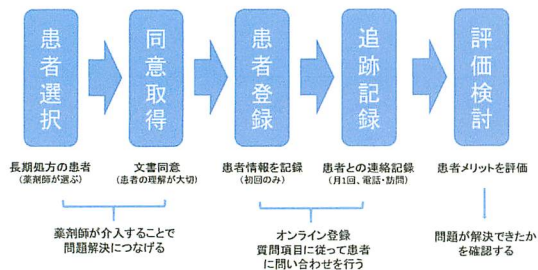 患者選択
同意取得
患者登録
追跡記録
評価検討
長期処方の患者
(薬剤師が選ぶ)
文書同意
(患者の理解が大切)
患者情報を記録
(初回のみ)
患者との連絡記録
(月1回、電話・訪問)
患者メリットを評価
薬剤師が介入することで
問題解決につなげる
オンライン登録
質問項目に従って患者
に問い合わせを行う
問題が解決できたか
を確認する